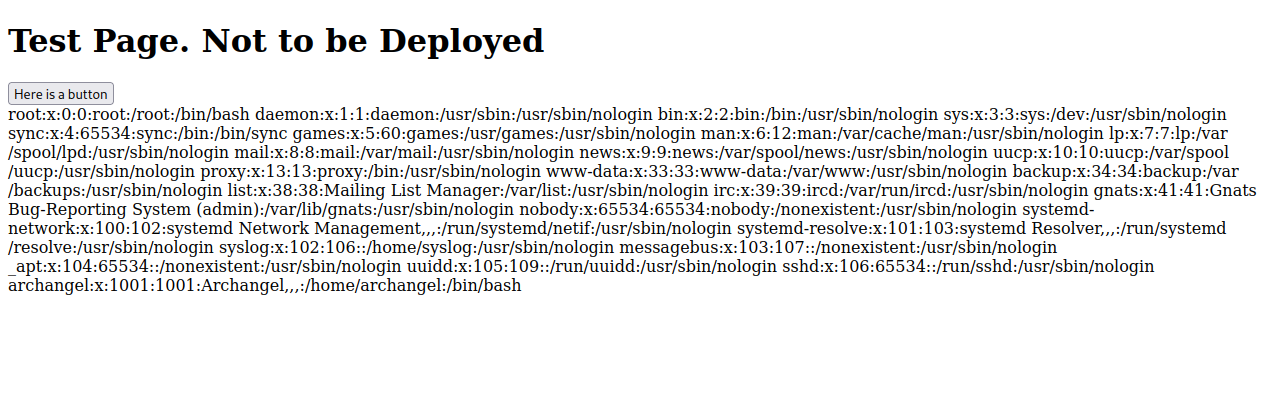 Test Page. Not to be Deployed
Here is a button
root:x:0:0:root:/root:/bin/bash daemon:x:1:1:daemon:/usr/sbin:/usr/sbin/nologin bin:x:2:2:bin:/bin:/usr/sbin/nologin sys:x:3:3:sys:/dev:/usr/sbin/nologin
sync:x:4:65534:sync:/bin:/bin/sync games:x:5:60:games:/usr/games:/usr/sbin/nologin man:x:6:12:man:/var/cache/man:/usr/sbin/nologin lp:x:7:7:lp:/var
/spool/lpd:/usr/sbin/nologin mail:x:8:8:mail:/var/mail:/usr/sbin/nologin news:x:9:9:news:/var/spool/news:/usr/sbin/nologin uucp:x:10:10:uucp:/var/spool
/uucp:/usr/sbin/nologin proxy:x:13:13:proxy:/bin:/usr/sbin/nologin www-data:x:33:33:www-data:/var/www:/usr/sbin/nologin backup:x:34:34:backup:/var
/backups:/usr/sbin/nologin list:x:38:38:Mailing List Manager:/var/list:/usr/sbin/nologin irc:x:39:39:ircd:/var/run/ircd:/usr/sbin/nologin gnats:x:41:41:Gnats
Bug-Reporting System (admin):/var/lib/gnats:/usr/sbin/nologin nobody:x:65534:65534:nobody:/nonexistent:/usr/sbin/nologin systemd-
network:x:100:102:systemd Network Management,,,:/run/systemd/netif:/usr/sbin/nologin systemd-resolve:x:101:103:systemd Resolver,,,:/run/systemd
/resolve:/usr/sbin/nologin syslog:x:102:106::/home/syslog:/usr/sbin/nologin messagebus:x:103:107::/nonexistent:/usr/sbin/nologin
_apt:x:104:65534::/nonexistent:/usr/sbin/nologin uuidd:x:105:109::/run/uuidd:/usr/sbin/nologin sshd:x:106:65534::/run/sshd:/usr/sbin/nologin
archangel:x:1001:1001:Archangel,,,:/home/archangel:/bin/bash